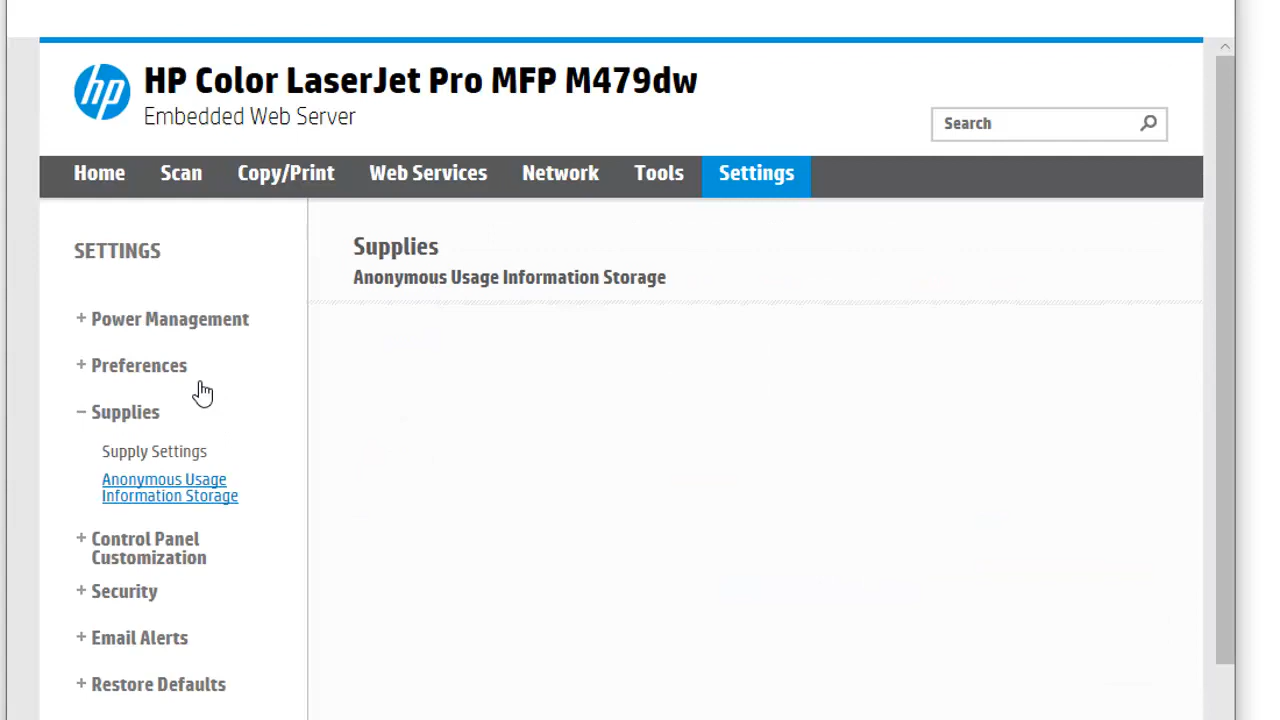 hp
HP Color LaserJet Pro MFP M479dw
Embedded Web Server
Search
Home Scan Copy/Print Web Services Network Tools Settings
SETTINGS
+ Power Management
+ Preferences
− Supplies
Supply Settings
Anonymous Usage
Information Storage
+ Control Panel
Customization
+ Security
+ Email Alerts
+ Restore Defaults
Supplies
Anonymous Usage Information Storage